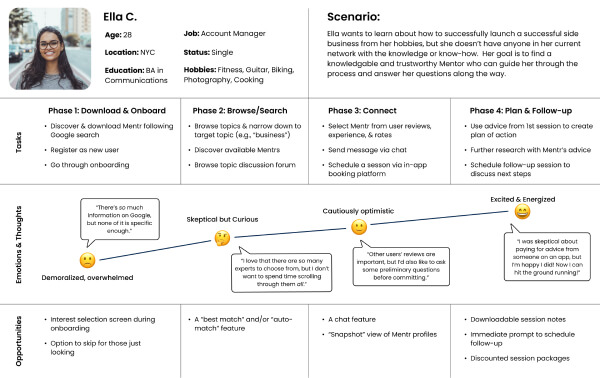 Ella C.
Age: 28
Location: NYC
Education: BA in
Communications
Job: Account Manager
Status: Single
Hobbies: Fitness, Guitar, Biking,
Photography, Cooking
Scenario:
Ella wants to learn about how to successfully launch a successful side
business from her hobbies, but she doesn't have anyone in her current
network with the knowledge or know-how. Her goal is to find a
knowledgable and trustworthy Mentor who can guide her through the
process and answer her questions along the way.
Tasks
Phase 1: Download & Onboard
• Discover & download Mentr following
Google search
• Register as new user
• Go through onboarding
Phase 2: Browse/Search
• Browse topics & narrow down to
target topic (e.g., "business")
• Discover available Mentrs
• Browse topic discussion forum
Phase 3: Connect
• Select Mentr from user reviews,
experience, & rates
• Send message via chat
• Schedule a sesson via in-app
booking platform
Phase 4: Plan & Follow-up
• Use advice from 1st session to create
plan of action
• Further research with Mentr's advice
• Schedule follow-up session to
discuss next steps
Emotions & Thoughts
"There's so much
information on Google,
but none of it is specific
enough."
Demoralized, overwhelmed
Skeptical but Curious
"I love that there are so many
experts to choose from, but I don't
want to spend time scrolling
through them all."
Cautiously optimistic
"Other users' reviews are
important, but I'd also like to ask
some preliminary questions
before committing."
Excited & Energized
"I was skeptical about
paying for advice from
someone on an app, but
I'm happy I did! Now I can
hit the ground running!"
Opportunities
• Interest selection screen during
onboarding
• Option to skip for those just
looking
• A "best match" and/or "auto-
match" feature
• A chat feature
• "Snapshot" view of Mentr profiles
• Downloadable session notes
• Immediate prompt to schedule
follow-up
• Discounted session packages